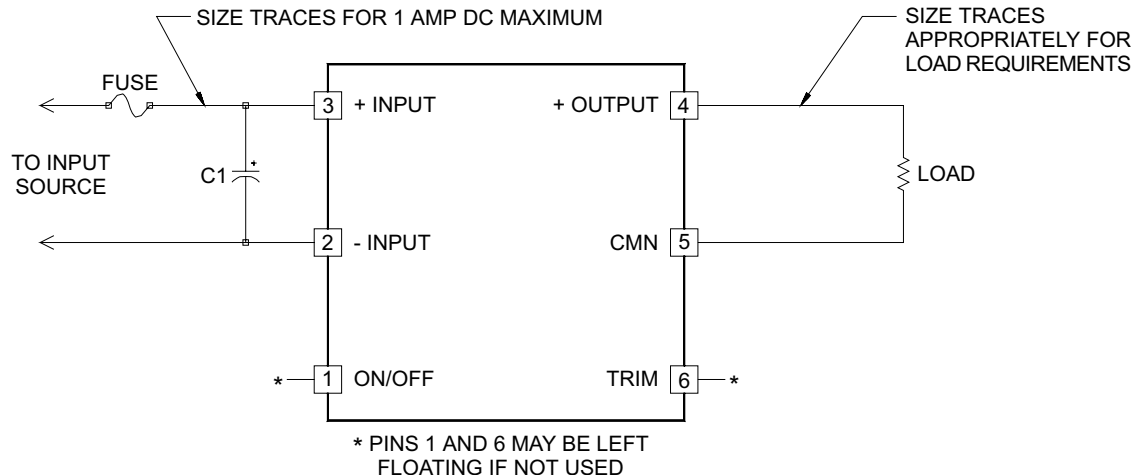 SIZE TRACES FOR 1 AMP DC MAXIMUM
SIZE TRACES
APPROPRIATELY FOR
LOAD REQUIREMENTS
FUSE
3 + INPUT
+ OUTPUT 4
TO INPUT
SOURCE
C1 +
LOAD
2 - INPUT
CMN 5
* 1 ON/OFF
TRIM 6 *
* PINS 1 AND 6 MAY BE LEFT
FLOATING IF NOT USED